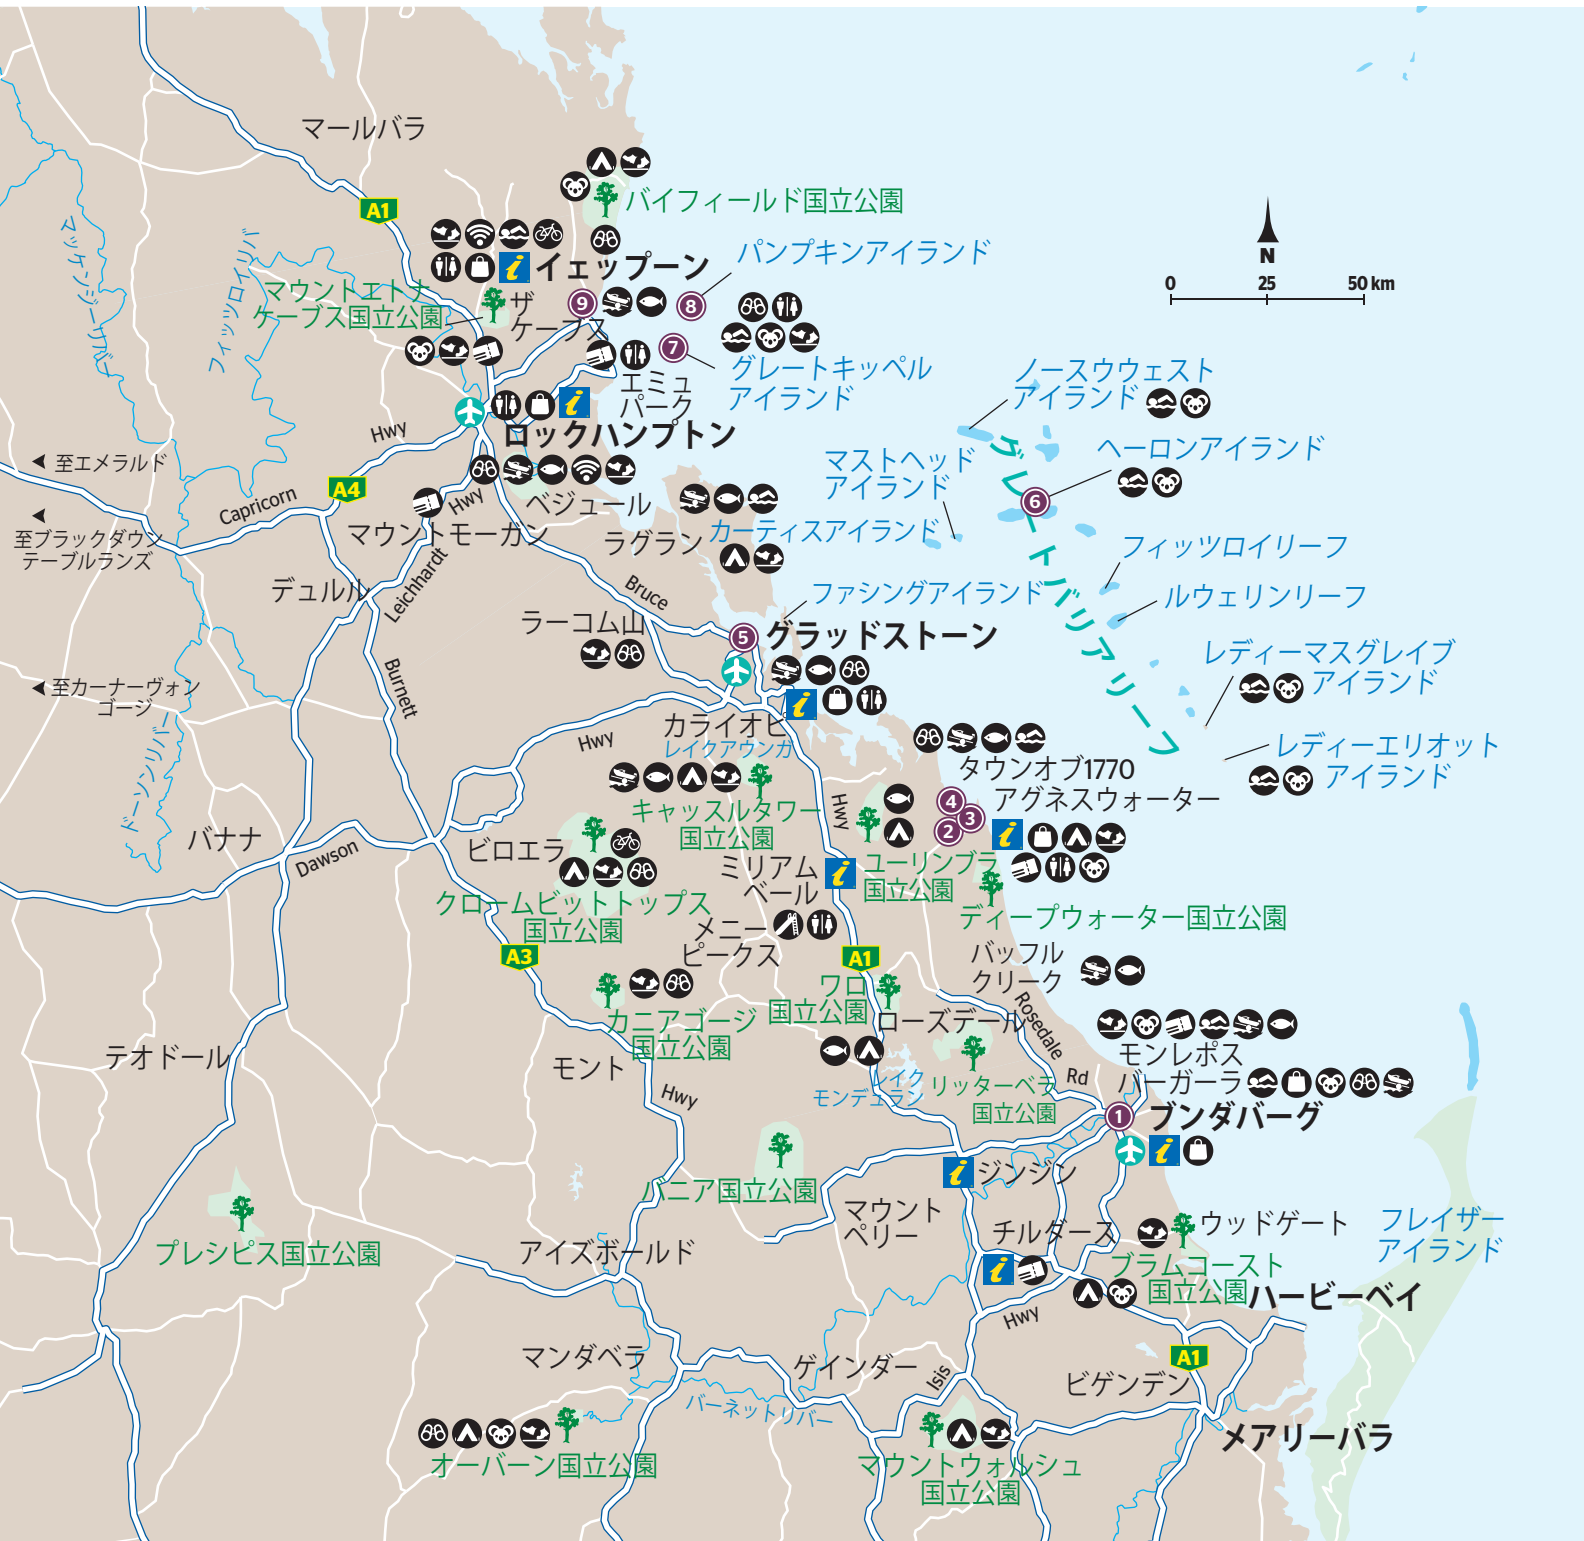 マールバラ
A1
バイフィールド国立公園
マッケンジーリバー
フィッツロイリバー
イェップーン
パンプキンアイランド
N
0 25 50 km
マウントエトナ
ケーブス国立公園
ザ
ケーブス
9
8
7
グレートキッペル
アイランド
エミュ
パーク
ノースウウェスト
アイランド
ロックハンプトン
Hwy
至エメラルド
A4
Capricorn
Hwy
至ブラックダウン
テーブルランズ
マウントモーガン
ベジュール
ラグラン
カーティスアイランド
マストヘッド
アイランド
ヘーロンアイランド
6
グレートバリアリーフ
フィッツロイリーフ
ルウェリンリーフ
デュルル
Leichhardt
Bruce
ファシングアイランド
ラーコム山
5
グラッドストーン
レディーマスグレイブ
アイランド
至カーナーヴォン
ゴージ
Burnett
ドーソンリバー
Hwy
カライオピ
レイクアウンガ
レディーエリオット
アイランド
タウンオブ1770
アグネスウォーター
4
3
2
Hwy
キャッスルタワー
国立公園
バナナ
Dawson
ビロエラ
ミリアム
ベール
ユーリンブラ
国立公園
クロームビットトップス
国立公園
ディープウォーター国立公園
メニー
ピークス
A3
A1
バッフル
クリーク
ワロ
国立公園
カニアゴージ
国立公園
ローズデール
Rosedale
Rd
テオドール
モント
Hwy
レイク
モンデュラン
リッターベラ
国立公園
モンレポス
バーガーラ
1
ブンダバーグ
バニア国立公園
ジンジン
マウント
ペリー
チルダース
ウッドゲート
フレイザー
アイランド
プレシピス国立公園
アイズボールド
ブラムコースト
国立公園
ハービーベイ
Hwy
マンダベラ
ゲインダー
Isis
A1
ビゲンデン
バーネットリバー
メアリーバラ
オーバーン国立公園
マウントウォルシュ
国立公園